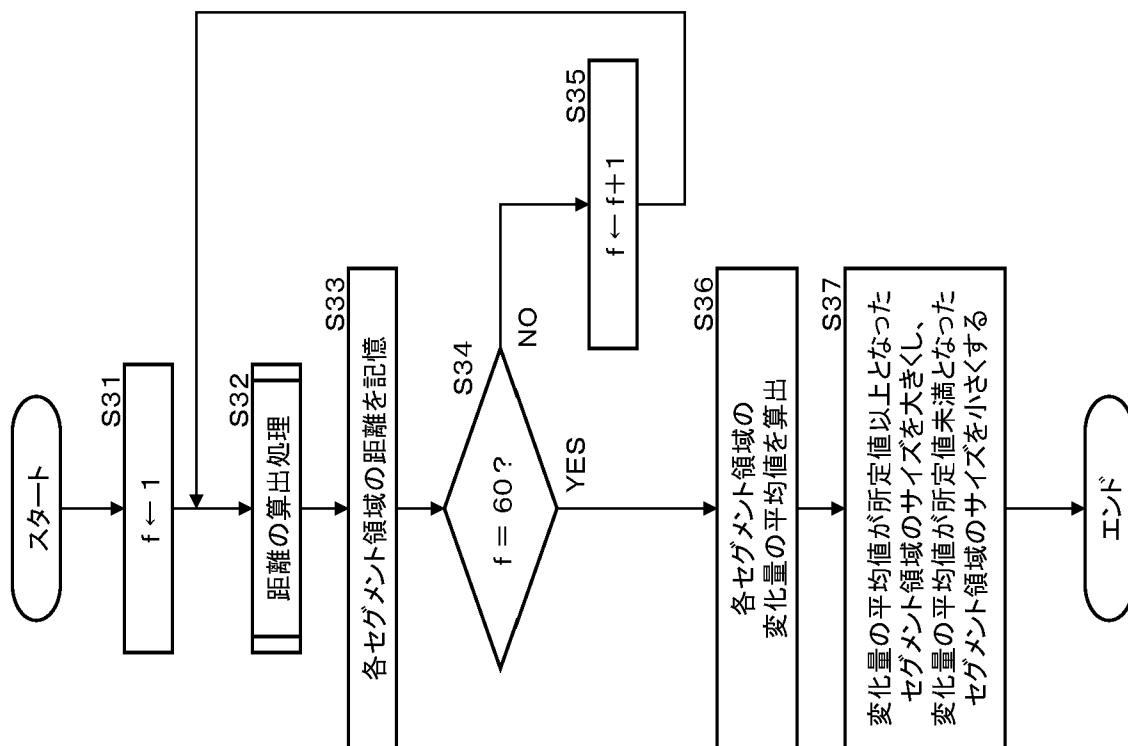 スタート
S31
f ← 1
S32
距離の算出処理
S33
各セグメント領域の距離を記憶
S34
f = 60?
NO
YES
S35
f ← f+1
S36
各セグメント領域の
変化量の平均値を算出
S37
変化量の平均値が所定値以上となった
セグメント領域のサイズを大きくし、
変化量の平均値が所定値未満となった
セグメント領域のサイズを小さくする
エンド